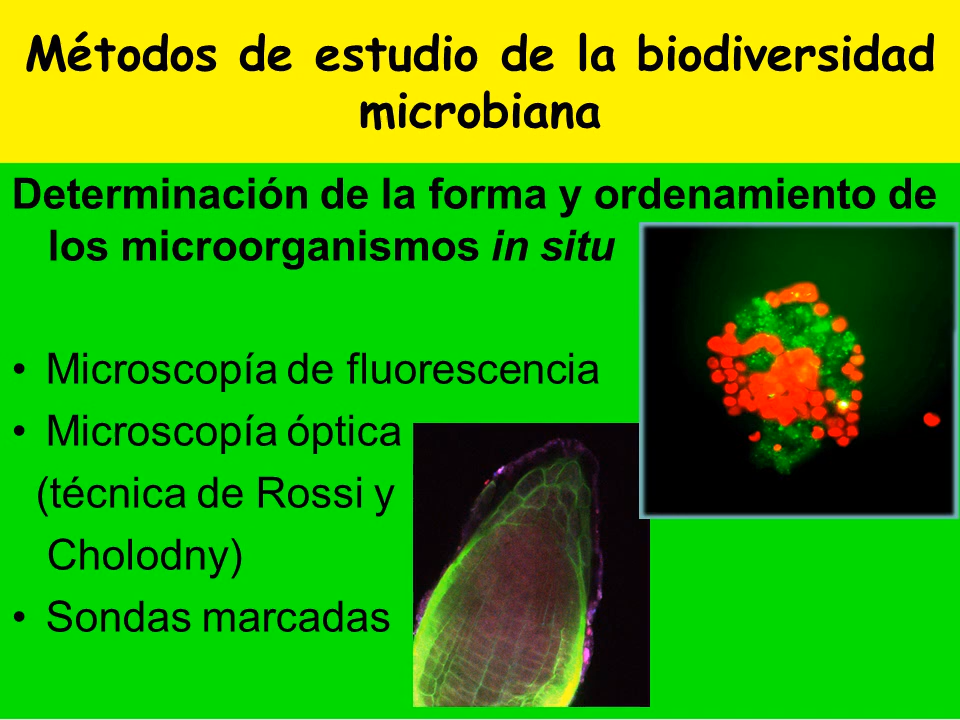 Métodos de estudio de la biodiversidad
microbiana
Determinación de la forma y ordenamiento de
los microorganismos in situ
• Microscopía de fluorescencia
• Microscopía óptica
(técnica de Rossi y
Cholodny)
• Sondas marcadas